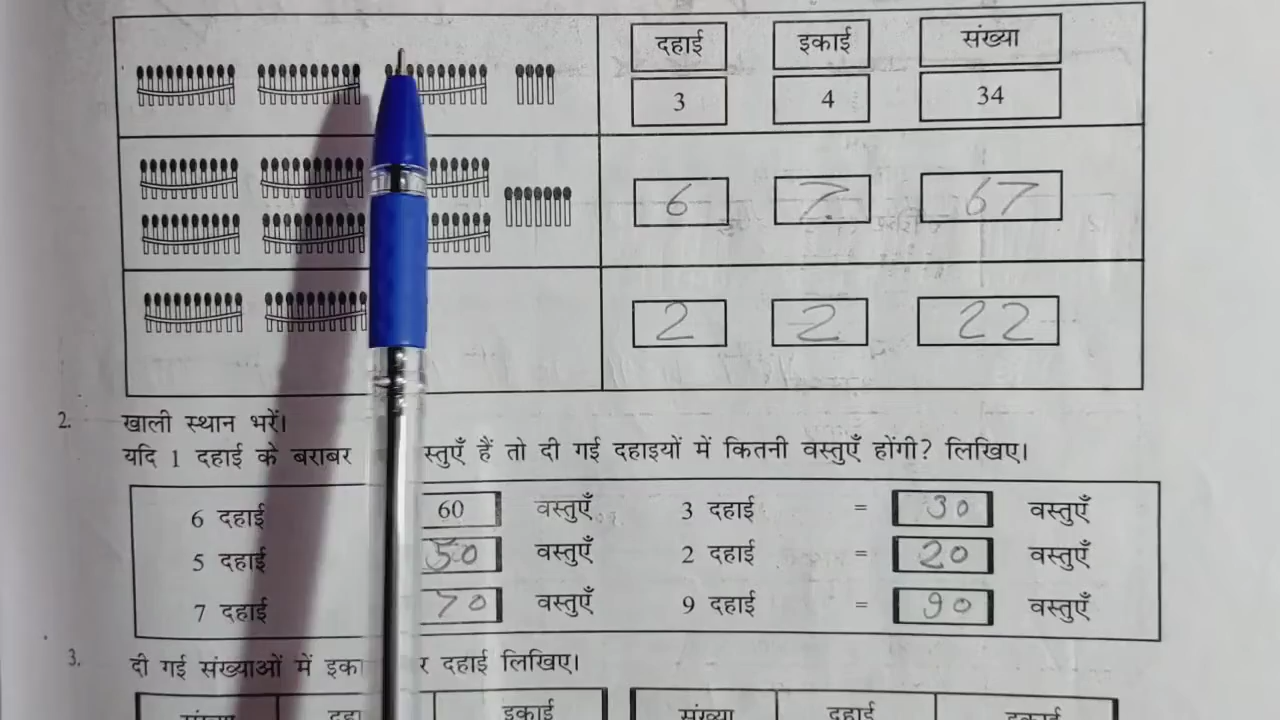 दहाई इकाई संख्या
3 4 34
6 7 67
2 2 22
2. खाली स्थान भरें।
यदि 1 दहाई के बराबर स्तुएँ हैं तो दी गई दहाइयों में कितनी वस्तुएँ होंगी? लिखिए।
6 दहाई 60 वस्तुएँ 3 दहाई = 30 वस्तुएँ
5 दहाई 50 वस्तुएँ 2 दहाई = 20 वस्तुएँ
7 दहाई 70 वस्तुएँ 9 दहाई = 90 वस्तुएँ
3. दी गई संख्याओं में इका र दहाई लिखिए।
संख्या दहा इकाई संख्या दहाई इकाई